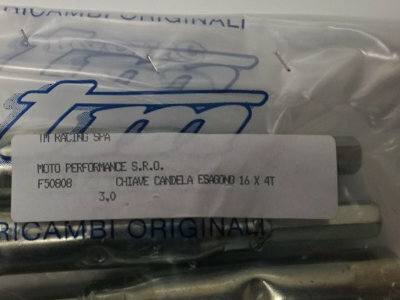 RICAMBI ORIGINALI
tm
TM RACING SPA
MOTO PERFORMANCE S.R.O.
F50808 CHIAVE CANDELA ESAGONO 16 X 4T
3,0
RICAMBI ORIGINALI